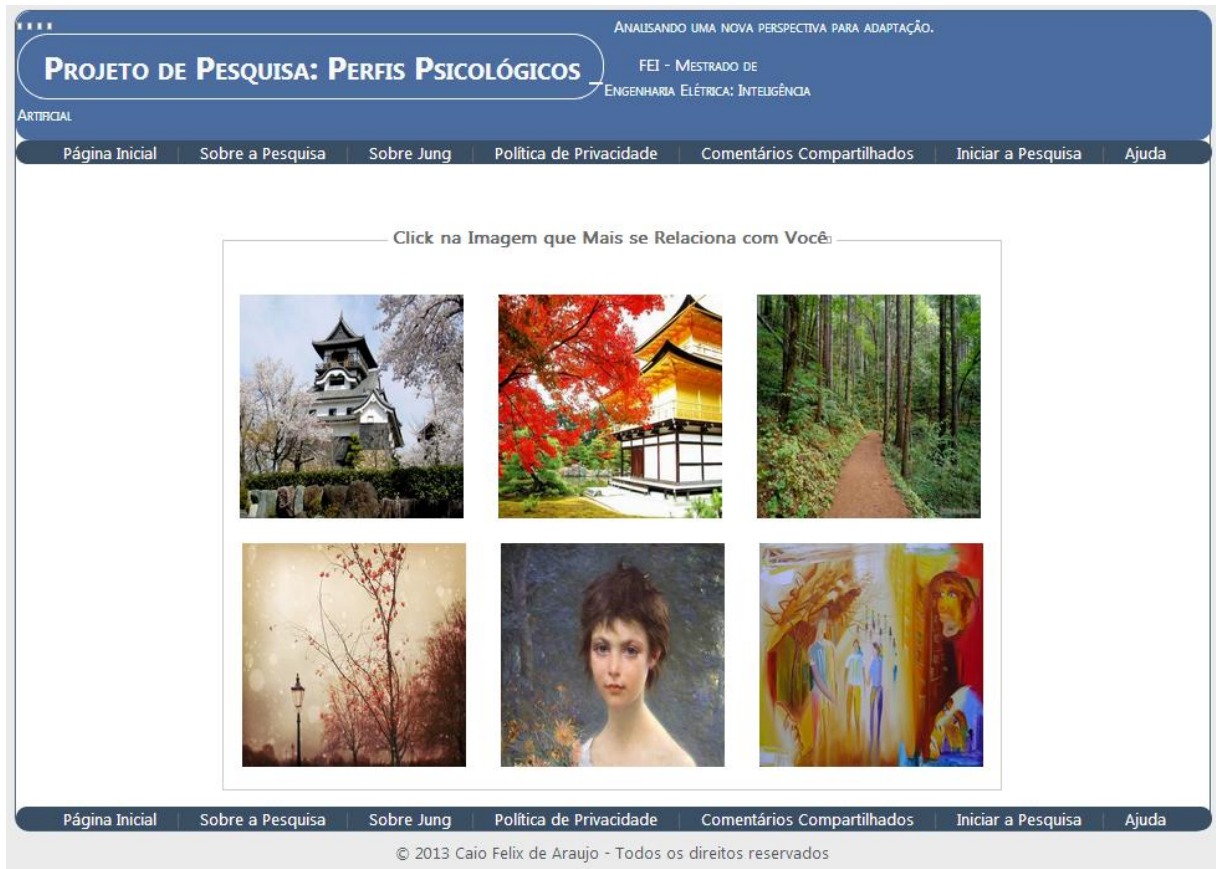 Analisando uma nova perspectiva para adaptação.
Projeto de Pesquisa: Perfis Psicológicos _
FEI - Mestrado de
Engenharia Elétrica: Inteligência
Artificial
Página Inicial | Sobre a Pesquisa | Sobre Jung | Política de Privacidade | Comentários Compartilhados | Iniciar a Pesquisa | Ajuda
Click na Imagem que Mais se Relaciona com Você
Página Inicial | Sobre a Pesquisa | Sobre Jung | Política de Privacidade | Comentários Compartilhados | Iniciar a Pesquisa | Ajuda
© 2013 Caio Felix de Araujo - Todos os direitos reservados